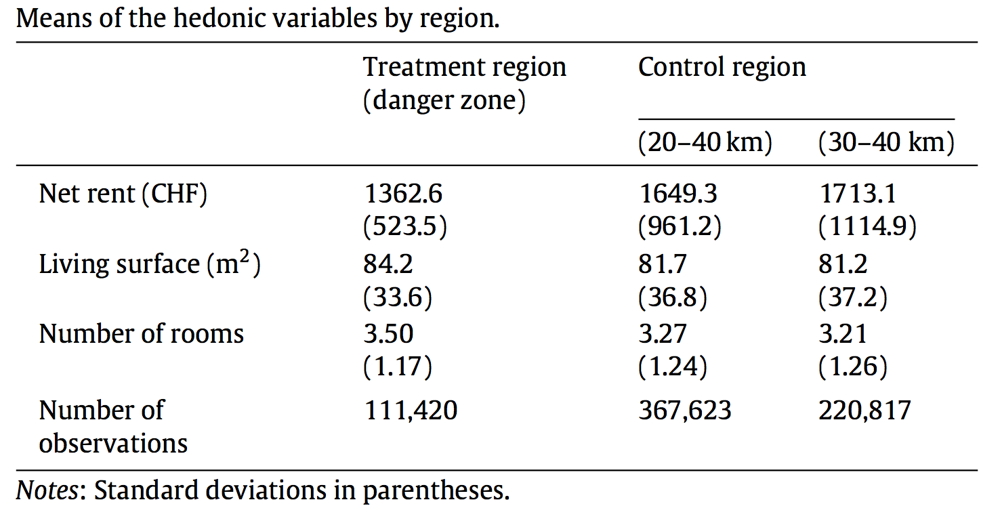 Means of the hedonic variables by region.
Treatment region Control region
(danger zone)
(20–40 km) (30–40 km)
Net rent (CHF) 1362.6 1649.3 1713.1
(523.5) (961.2) (1114.9)
Living surface (m²) 84.2 81.7 81.2
(33.6) (36.8) (37.2)
Number of rooms 3.50 3.27 3.21
(1.17) (1.24) (1.26)
Number of 111,420 367,623 220,817
observations
Notes: Standard deviations in parentheses.